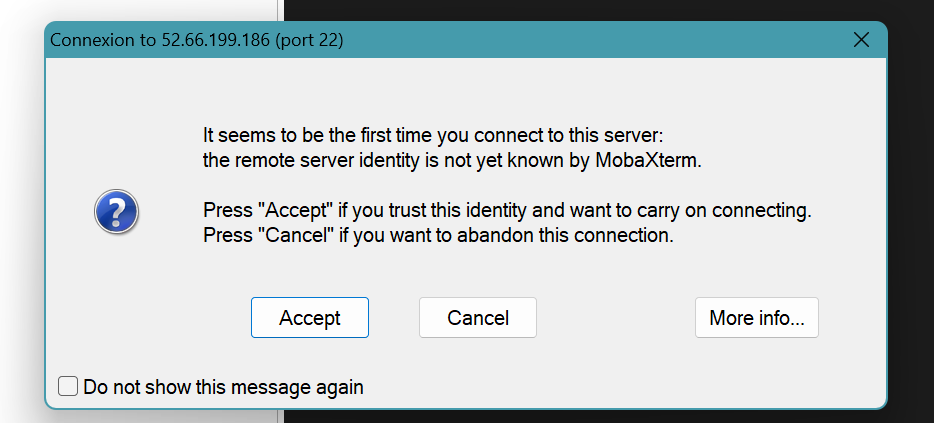 Connexion to 52.66.199.186 (port 22)
It seems to be the first time you connect to this server:
the remote server identity is not yet known by MobaXterm.
Press "Accept" if you trust this identity and want to carry on connecting.
Press "Cancel" if you want to abandon this connection.
Accept
Cancel
More info...
Do not show this message again